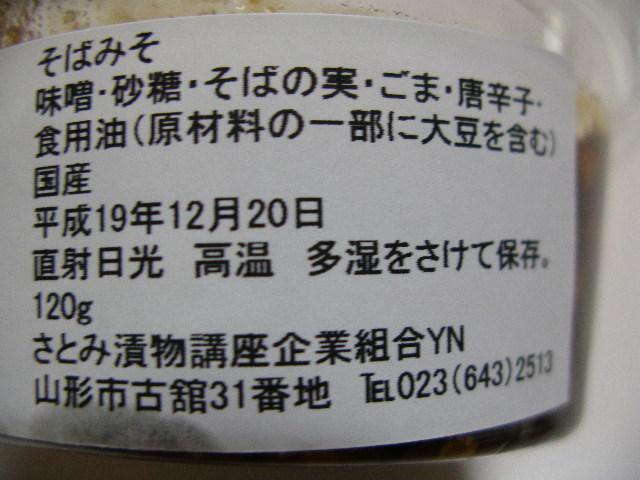 そばみそ
味噌・砂糖・そばの実・ごま・唐辛子・
食用油(原材料の一部に大豆を含む)
国産
平成19年12月20日
直射日光　高温　多湿をさけて保存。
120g
さとみ漬物講座企業組合YN
山形市古舘31番地　℡023(643)2513